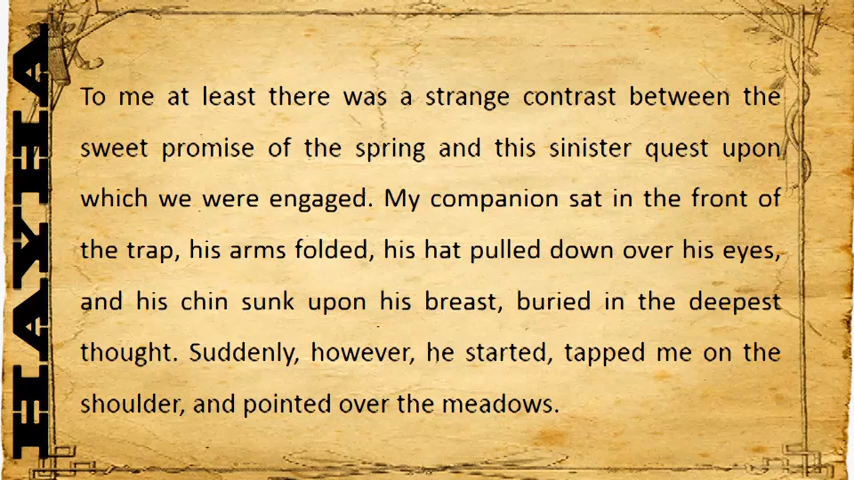 HAYHA
To me at least there was a strange contrast between the
sweet promise of the spring and this sinister quest upon
which we were engaged. My companion sat in the front of
the trap, his arms folded, his hat pulled down over his eyes,
and his chin sunk upon his breast, buried in the deepest
thought. Suddenly, however, he started, tapped me on the
shoulder, and pointed over the meadows.